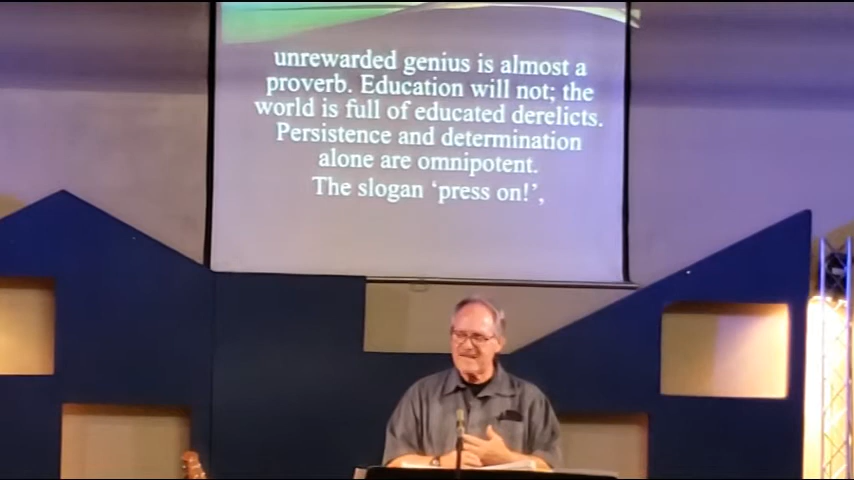 unrewarded genius is almost a
proverb. Education will not; the
world is full of educated derelicts.
Persistence and determination
alone are omnipotent.
The slogan ‘press on!’,